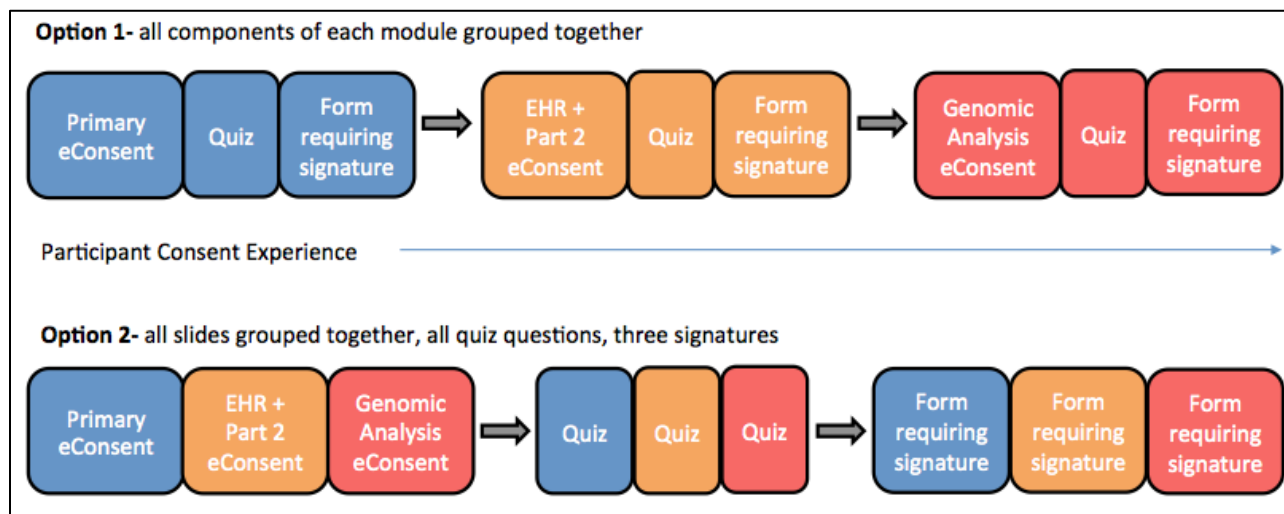 Option 1- all components of each module grouped together
Primary
eConsent
Quiz
Form
requiring
signature
EHR +
Part 2
eConsent
Quiz
Form
requiring
signature
Genomic
Analysis
eConsent
Quiz
Form
requiring
signature
Participant Consent Experience
Option 2- all slides grouped together, all quiz questions, three signatures
Primary
eConsent
EHR +
Part 2
eConsent
Genomic
Analysis
eConsent
Quiz
Quiz
Quiz
Form
requiring
signature
Form
requiring
signature
Form
requiring
signature